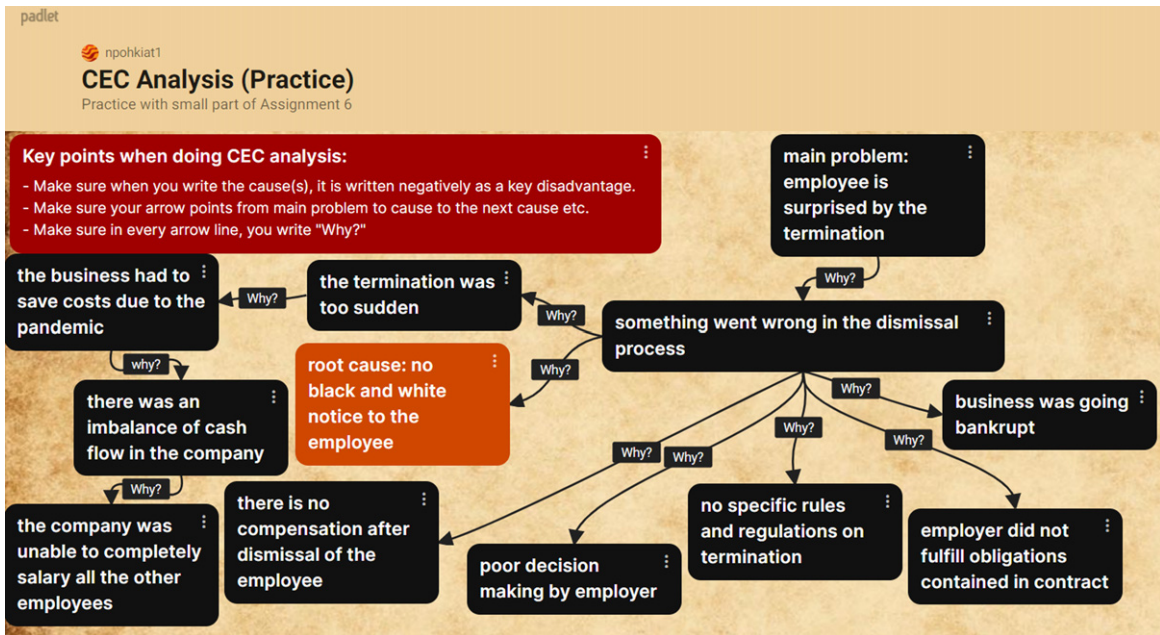 padlet
npohkiat1
CEC Analysis (Practice)
Practice with small part of Assignment 6
Key points when doing CEC analysis:
- Make sure when you write the cause(s), it is written negatively as a key disadvantage.
- Make sure your arrow points from main problem to cause to the next cause etc.
- Make sure in every arrow line, you write "Why?"
main problem:
employee is
surprised by the
termination
Why?
something went wrong in the dismissal
process
Why?
the termination was
too sudden
Why?
the business had to
save costs due to the
pandemic
why?
there was an
imbalance of cash
flow in the company
Why?
the company was
unable to completely
salary all the other
employees
Why?
root cause: no
black and white
notice to the
employee
Why?
there is no
compensation after
dismissal of the
employee
Why?
poor decision
making by employer
Why?
no specific rules
and regulations on
termination
Why?
employer did not
fulfill obligations
contained in contract
Why?
business was going
bankrupt